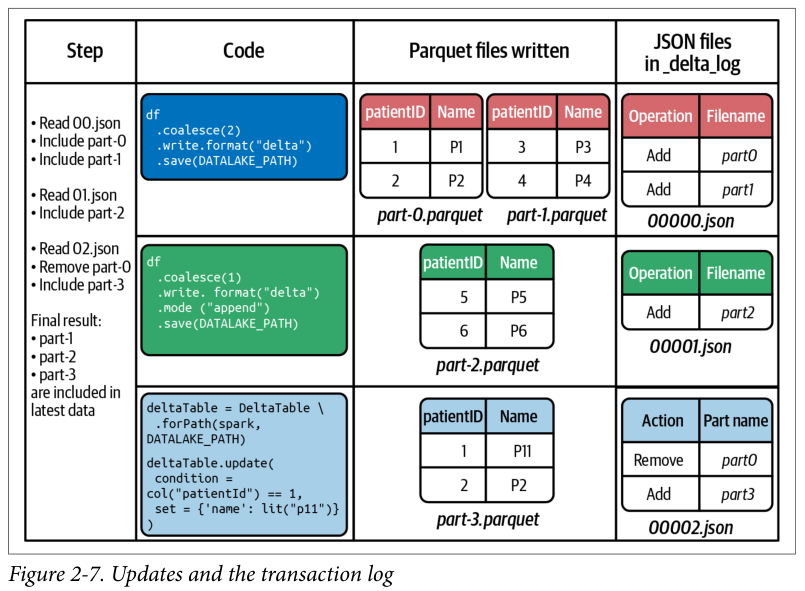 Step
Code
Parquet files written
JSON files
in _delta_log
• Read 00.json
• Include part-0
• Include part-1
• Read 01.json
• Include part-2
• Read 02.json
• Remove part-0
• Include part-3
Final result:
• part-1
• part-2
• part-3
are included in
latest data
df
.coalesce(2)
.write.format("delta")
.save(DATALAKE_PATH)
patientID Name
1 P1
2 P2
part-0.parquet
patientID Name
3 P3
4 P4
part-1.parquet
Operation Filename
Add part0
Add part1
00000.json
df
.coalesce(1)
.write. format("delta")
.mode ("append")
.save(DATALAKE_PATH)
patientID Name
5 P5
6 P6
part-2.parquet
Operation Filename
Add part2
00001.json
deltaTable = DeltaTable \
.forPath(spark,
DATALAKE_PATH)
deltaTable.update(
condition =
col("patientId") == 1,
set = {'name': lit("p11")}
)
patientID Name
1 P11
2 P2
part-3.parquet
Action Part name
Remove part0
Add part3
00002.json
Figure 2-7. Updates and the transaction log